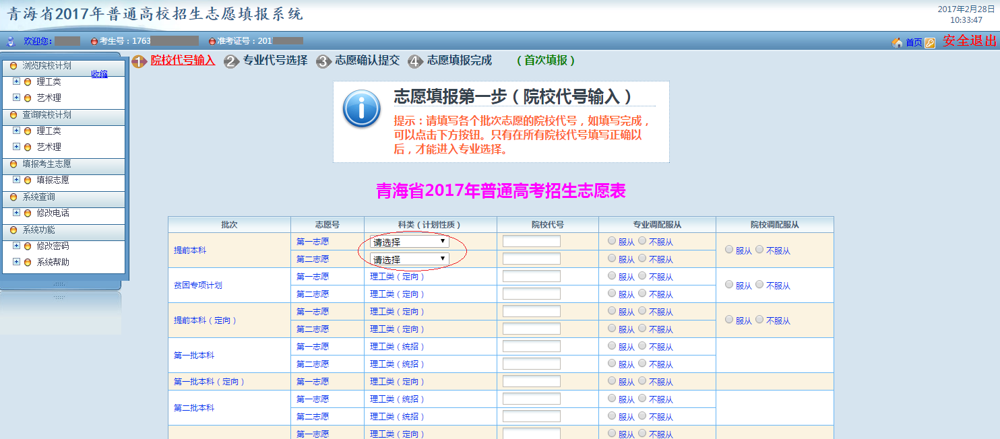 青海省2017年普通高校招生志愿填报系统
2017年2月28日
10:33:47
欢迎您:
考生号：1763
准考证号：201
首页
安全退出
浏览院校计划
收缩
理工类
艺术理
查询院校计划
理工类
艺术理
填报考生志愿
填报志愿
系统查询
修改电话
系统功能
修改密码
系统帮助
1 院校代号输入 2 专业代号选择 3 志愿确认提交 4 志愿填报完成 （首次填报）
志愿填报第一步（院校代号输入）
提示：请填写各个批次志愿的院校代号，如填写完成，
可以点击下方按钮。只有在所有院校代号填写正确以
后，才能进入专业选择。
青海省2017年普通高考招生志愿表
批次 志愿号 科类（计划性质） 院校代号 专业调配服从 院校调配服从
提前本科
第一志愿 请选择 服从 不服从
服从 不服从
第二志愿 请选择 服从 不服从
贫困专项计划
第一志愿 理工类（定向） 服从 不服从
服从 不服从
第二志愿 理工类（定向） 服从 不服从
提前本科（定向）
第一志愿 理工类（定向） 服从 不服从
服从 不服从
第二志愿 理工类（定向） 服从 不服从
第一批本科
第一志愿 理工类（统招） 服从 不服从
第二志愿 理工类（统招） 服从 不服从
第一批本科（定向） 第一志愿 理工类（定向） 服从 不服从
第二批本科
第一志愿 理工类（统招） 服从 不服从
第二志愿 理工类（统招） 服从 不服从
第一志愿 理工类（定向） 服从 不服从